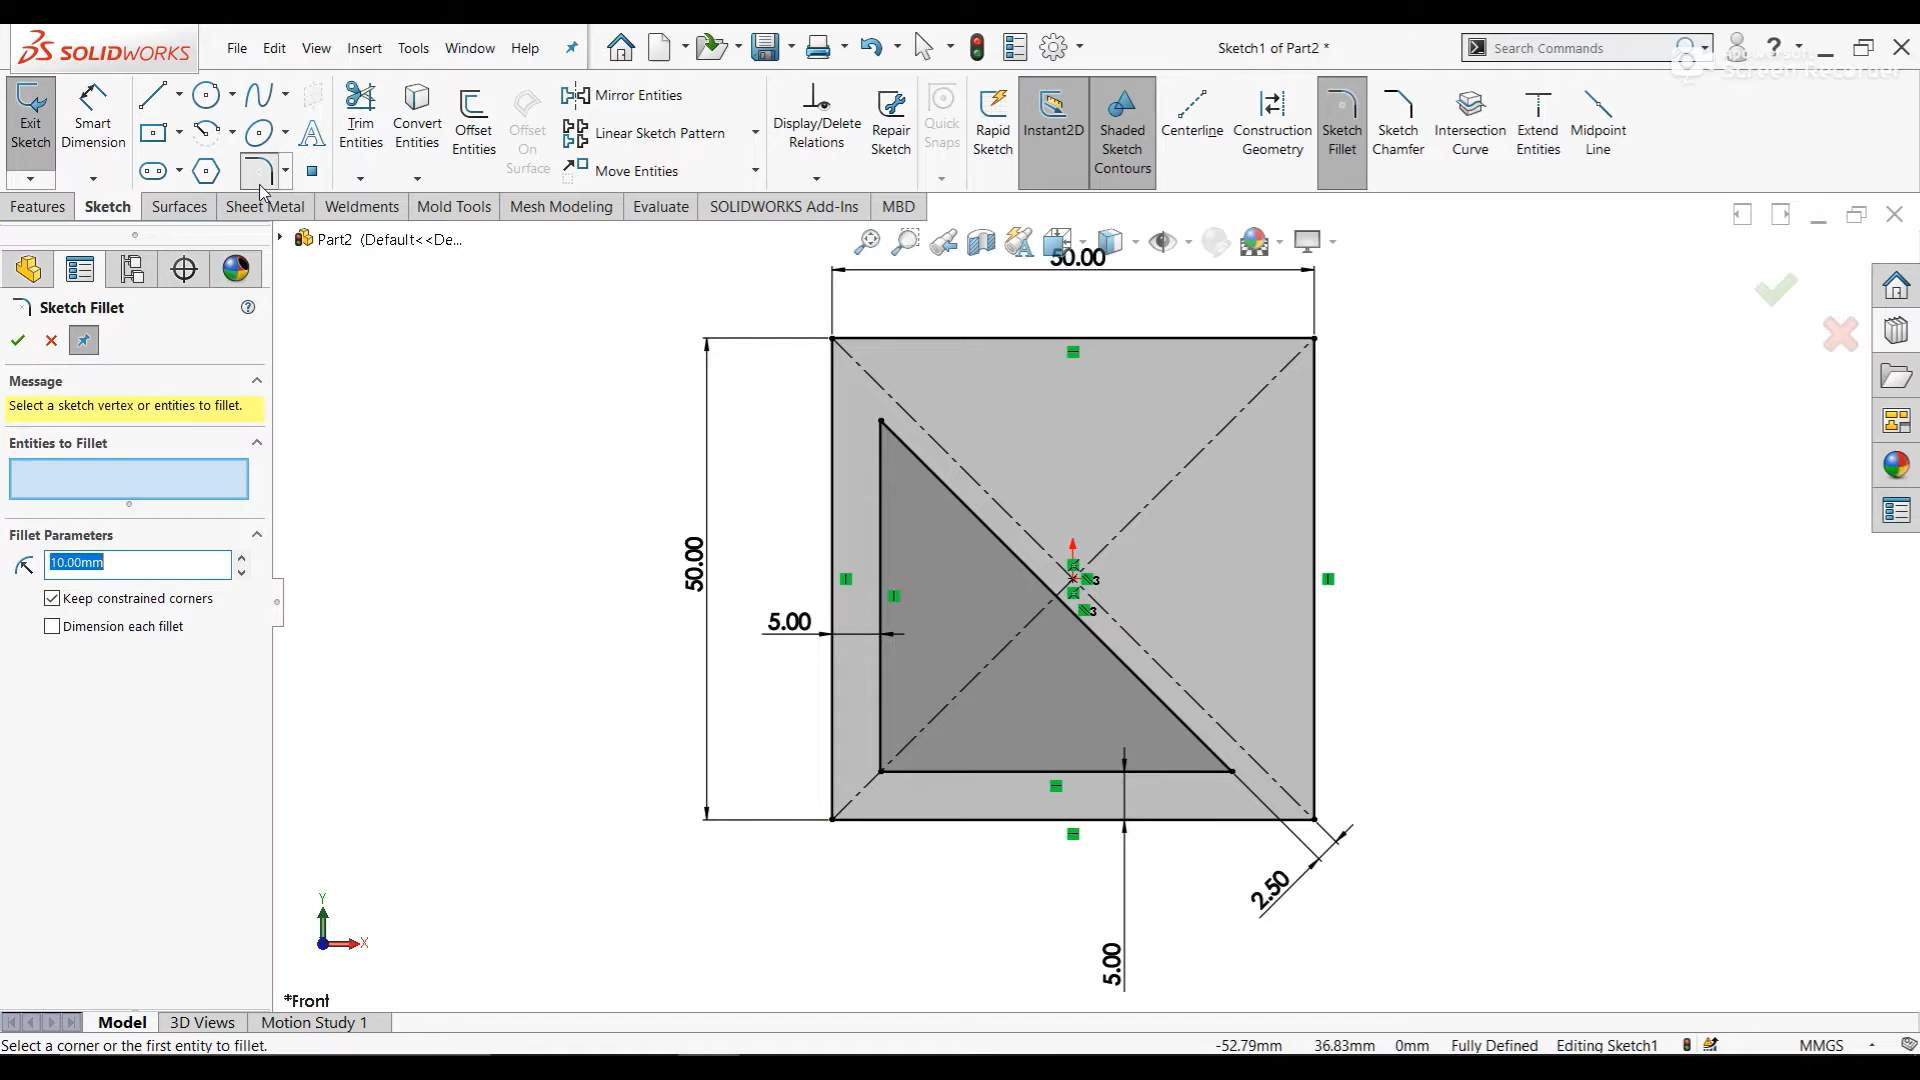 SOLIDWORKS
File Edit View Insert Tools Window Help
Sketch1 of Part2 *
Search Commands
Screen Recorder
Exit Sketch
Smart Dimension
Trim Entities
Convert Entities
Offset Entities
Offset On Surface
Mirror Entities
Linear Sketch Pattern
Move Entities
Display/Delete Relations
Repair Sketch
Quick Snaps
Rapid Sketch
Instant2D
Shaded Sketch Contours
Centerline
Construction Geometry
Sketch Fillet
Sketch Chamfer
Intersection Curve
Extend Entities
Midpoint Line
Features Sketch Surfaces Sheet Metal Weldments Mold Tools Mesh Modeling Evaluate SOLIDWORKS Add-Ins MBD
Part2 (Default<<De...
Sketch Fillet
Message
Select a sketch vertex or entities to fillet.
Entities to Fillet
Fillet Parameters
10.00mm
Keep constrained corners
Dimension each fillet
50.00
50.00
5.00
3
3
2.50
5.00
Y
X
*Front
Model 3D Views Motion Study 1
Select a corner or the first entity to fillet.
-52.79mm 36.83mm 0mm Fully Defined Editing Sketch1 MMGS